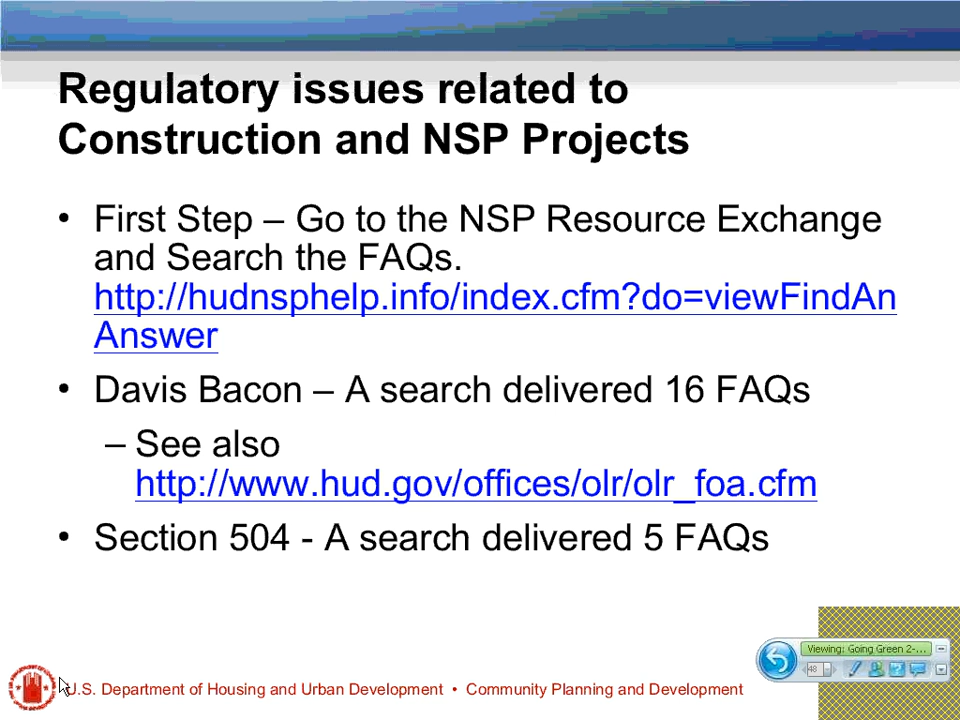 Regulatory issues related to
Construction and NSP Projects
• First Step – Go to the NSP Resource Exchange
and Search the FAQs.
http://hudnsphelp.info/index.cfm?do=viewFindAn
Answer
• Davis Bacon – A search delivered 16 FAQs
– See also
http://www.hud.gov/offices/olr/olr_foa.cfm
• Section 504 - A search delivered 5 FAQs
Viewing: Going Green 2-...
48
U.S. Department of Housing and Urban Development • Community Planning and Development